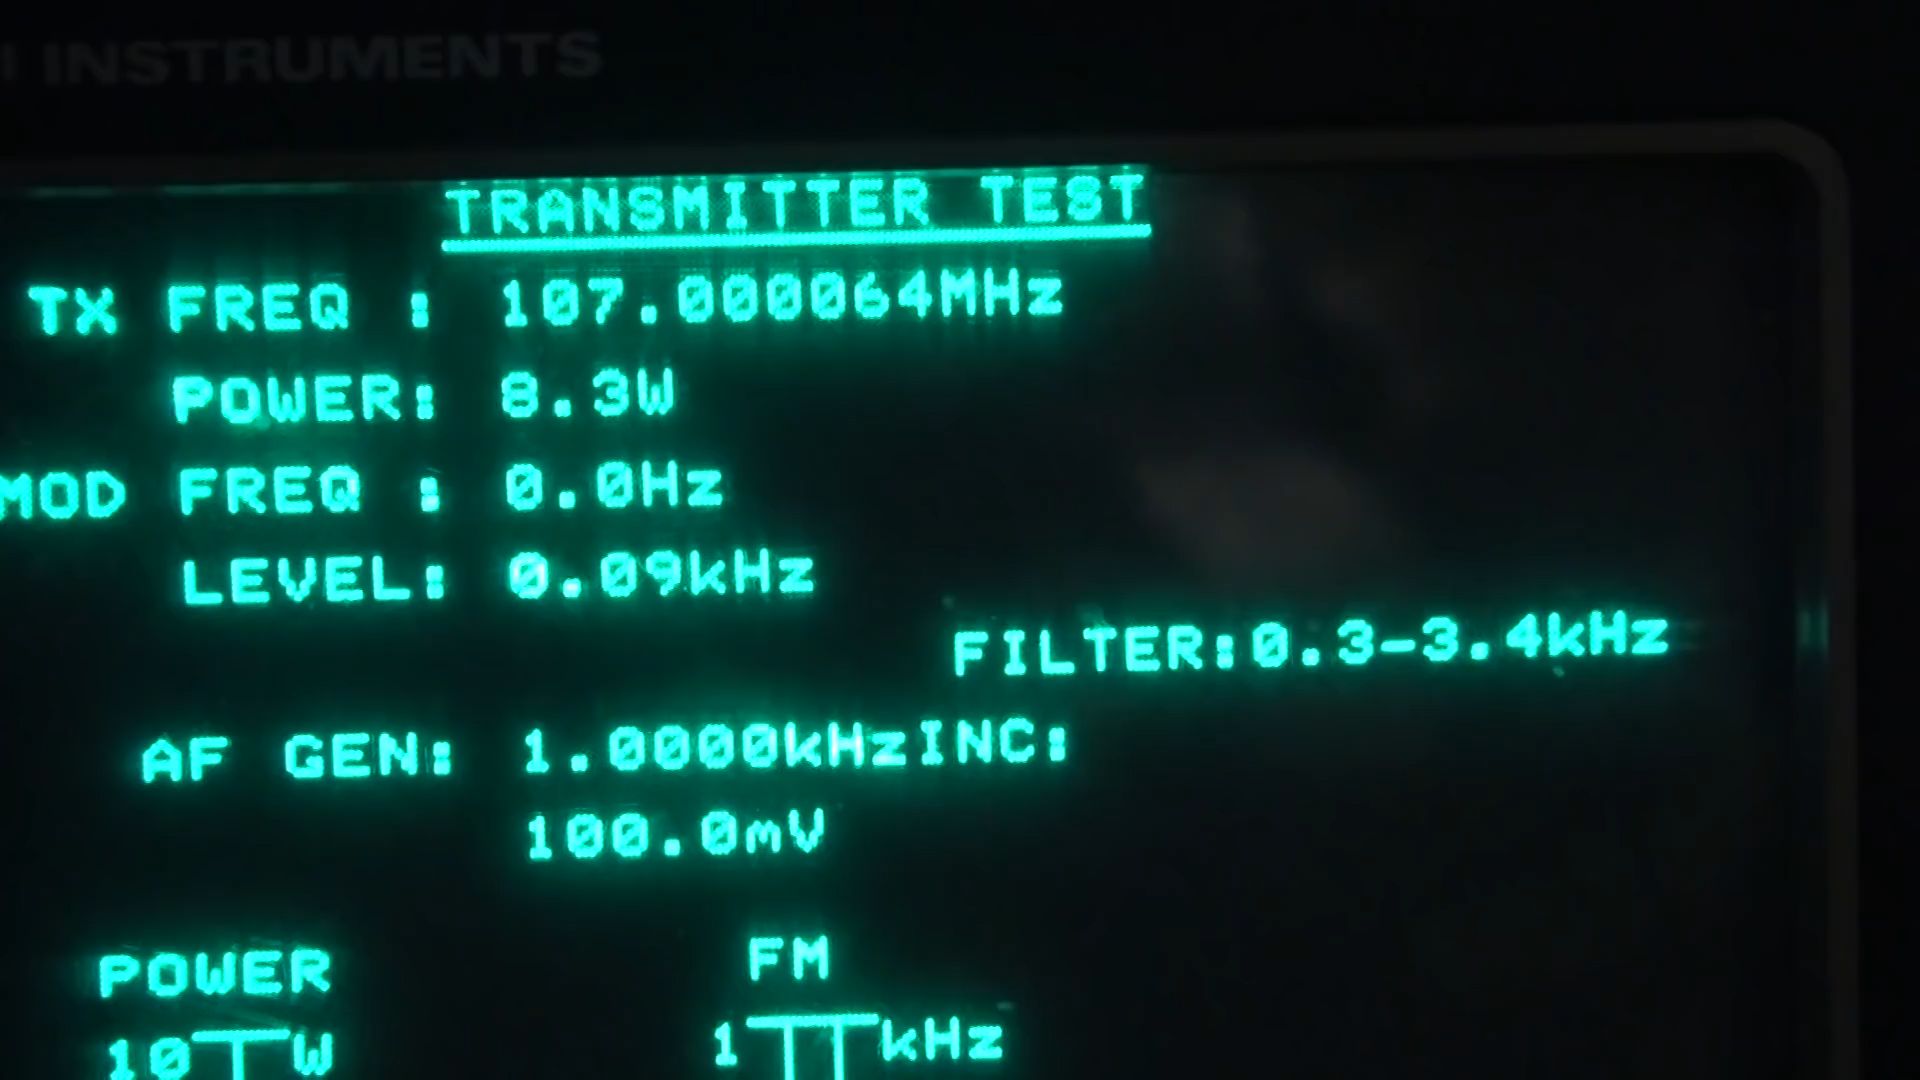 INSTRUMENTS
TRANSMITTER TEST
TX FREQ : 107.000064MHz
POWER: 8.3W
MOD FREQ : 0.0Hz
LEVEL: 0.09kHz
FILTER:0.3-3.4kHz
AF GEN: 1.0000kHzINC:
100.0mV
POWER FM
10 W 1 kHz